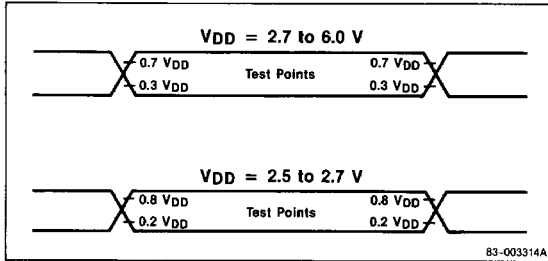 VDD = 2.7 to 6.0 V
0.7 VDD Test Points 0.7 VDD
0.3 VDD 0.3 VDD
VDD = 2.5 to 2.7 V
0.8 VDD Test Points 0.8 VDD
0.2 VDD 0.2 VDD
83-003314A